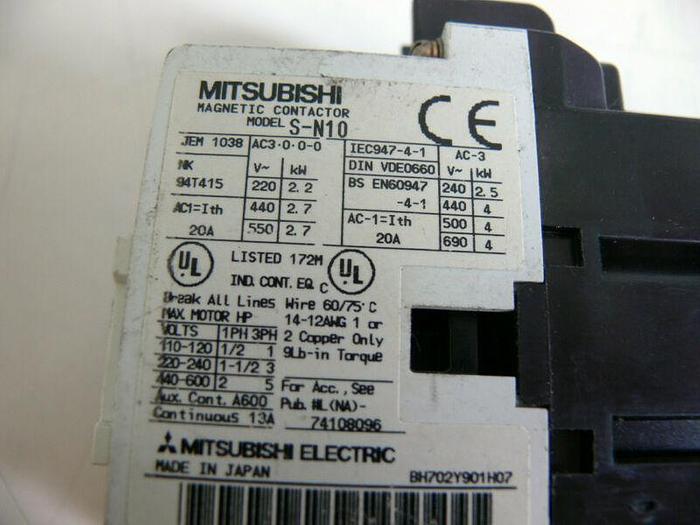 MITSUBISHI
MAGNETIC CONTACTOR
MODEL S-N10
CE
JEM 1038 AC3·0·0-0
NK V~ kW
94T415 220 2.2
AC1=Ith 440 2.7
20A 550 2.7
IEC947-4-1 AC-3
DIN VDE0660 V~ kW
BS EN60947 240 2.5
-4-1 440 4
AC-1=Ith 500 4
20A 690 4
UL LISTED 172M UL
IND. CONT. EQ. C
Break All Lines Wire 60/75°C
MAX. MOTOR HP 14-12AWG 1 or
VOLTS 1PH 3PH 2 Copper Only
110-120 1/2 1 9Lb-in Torque
220-240 1-1/2 3
440-600 2 5 For Acc., See
Aux. Cont. A600 Pub. #L(NA)-
Continuous 13A 74108096
MITSUBISHI ELECTRIC
MADE IN JAPAN BH702Y901H07